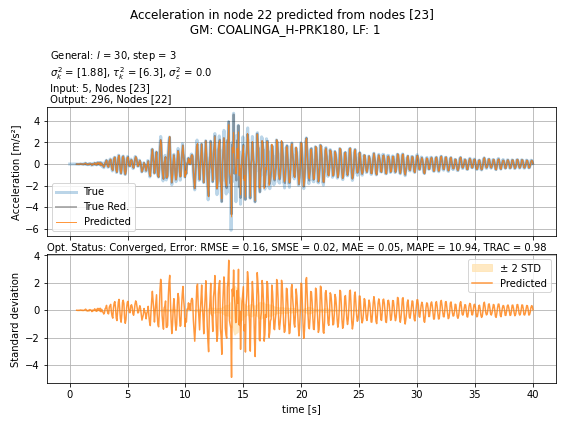 Acceleration in node 22 predicted from nodes [23]
GM: COALINGA_H-PRK180, LF: 1
General: l = 30, step = 3
σ²ₖ = [1.88], τ²ₖ = [6.3], σ²_ε = 0.0
Input: 5, Nodes [23]
Output: 296, Nodes [22]
Acceleration [m/s²]
4
2
0
−2
−4
−6
True
True Red.
Predicted
Opt. Status: Converged, Error: RMSE = 0.16, SMSE = 0.02, MAE = 0.05, MAPE = 10.94, TRAC = 0.98
Standard deviation
4
2
0
−2
−4
± 2 STD
Predicted
0 5 10 15 20 25 30 35 40
time [s]